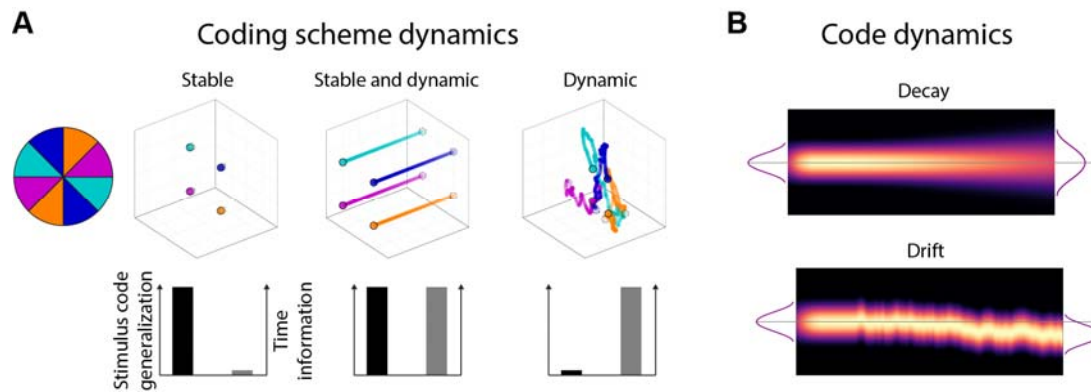 A
Coding scheme dynamics
Stable
Stable and dynamic
Dynamic
Stimulus code
generalization
Time
information
B
Code dynamics
Decay
Drift